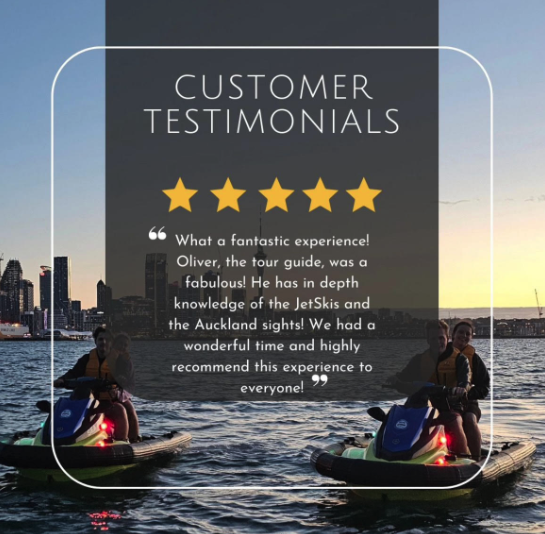 CUSTOMER
TESTIMONIALS
“ What a fantastic experience!
Oliver, the tour guide, was a
fabulous! He has in depth
knowledge of the JetSkis and
the Auckland sights! We had a
wonderful time and highly
recommend this experience to
everyone! ”